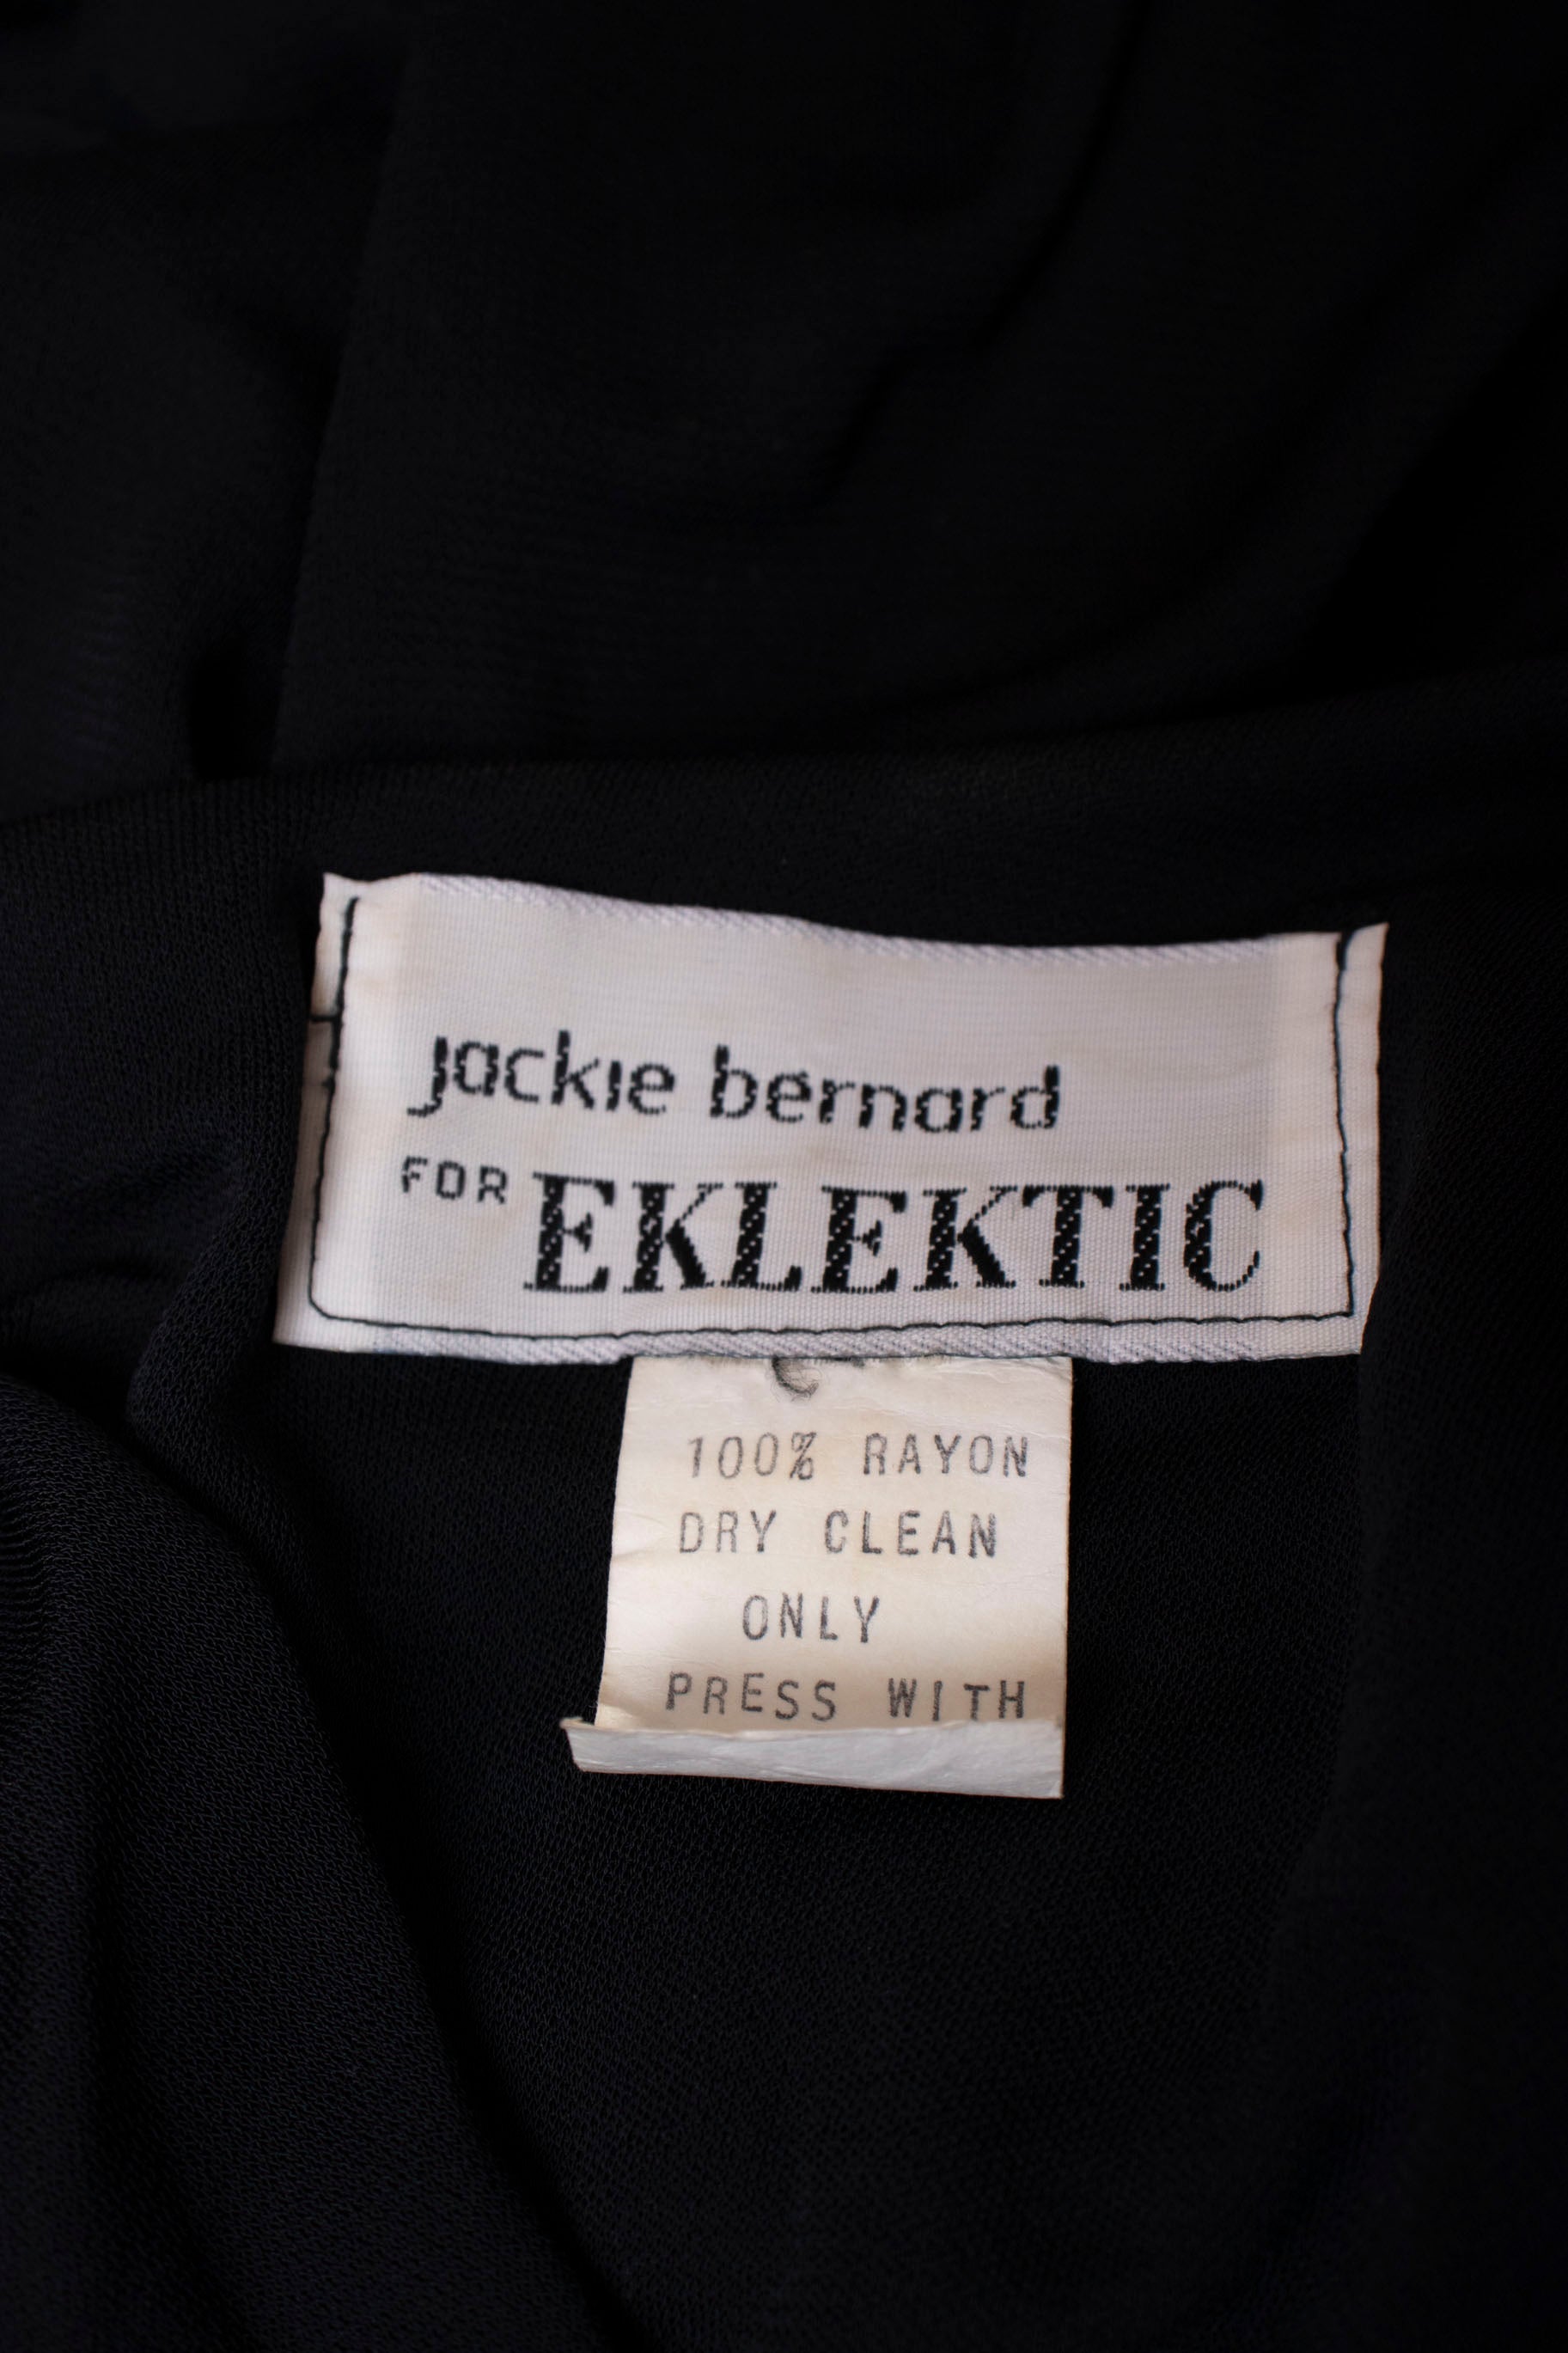 jackie bernard
FOR EKLEKTIC
100% RAYON
DRY CLEAN
ONLY
PRESS WITH